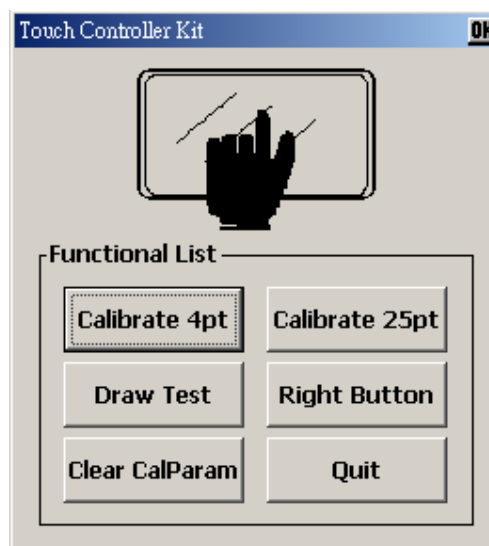 Touch Controller Kit OK
Functional List
Calibrate 4pt Calibrate 25pt
Draw Test Right Button
Clear CalParam Quit